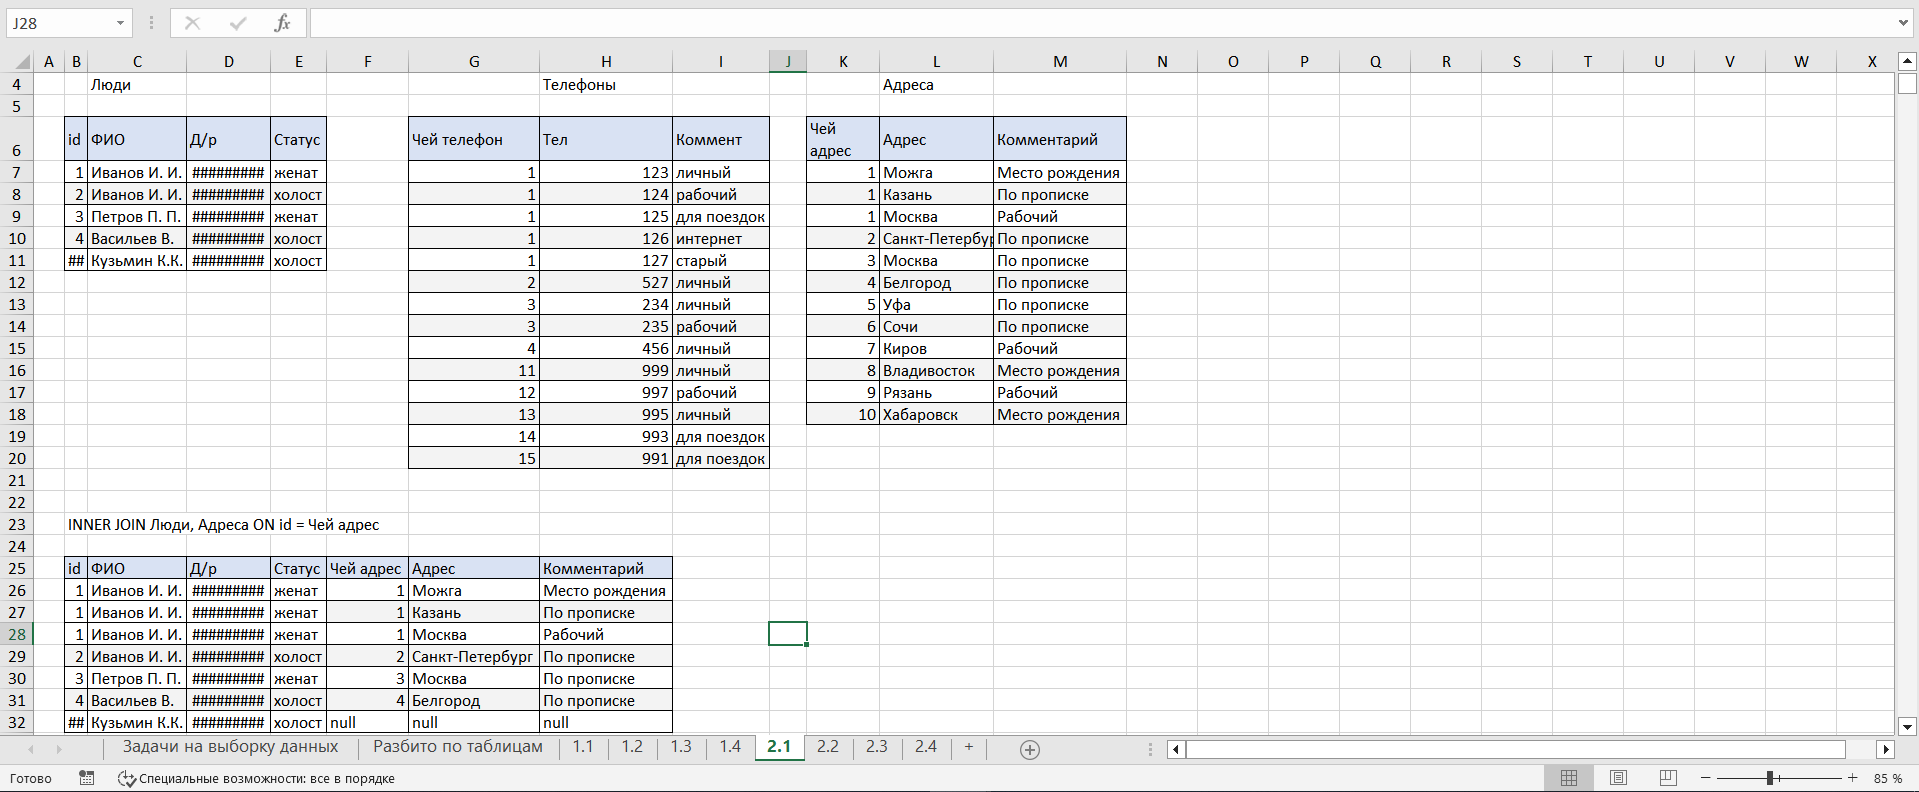 J28
fx
A B C D E F G H I J K L M N O P Q R S T U V W X
4 Люди Телефоны Адреса
5
6 id ФИО Д/р Статус Чей телефон Тел Коммент Чей адрес Адрес Комментарий
7 1 Иванов И. И. ######### женат 1 123 личный 1 Можга Место рождения
8 2 Иванов И. И. ######### холост 1 124 рабочий 1 Казань По прописке
9 3 Петров П. П. ######### женат 1 125 для поездок 1 Москва Рабочий
10 4 Васильев В. ######### холост 1 126 интернет 2 Санкт-Петербур По прописке
11 ## Кузьмин К.К. ######### холост 1 127 старый 3 Москва По прописке
12 2 527 личный 4 Белгород По прописке
13 3 234 личный 5 Уфа По прописке
14 3 235 рабочий 6 Сочи По прописке
15 4 456 личный 7 Киров Рабочий
16 11 999 личный 8 Владивосток Место рождения
17 12 997 рабочий 9 Рязань Рабочий
18 13 995 личный 10 Хабаровск Место рождения
19 14 993 для поездок
20 15 991 для поездок
21
22
23 INNER JOIN Люди, Адреса ON id = Чей адрес
24
25 id ФИО Д/р Статус Чей адрес Адрес Комментарий
26 1 Иванов И. И. ######### женат 1 Можга Место рождения
27 1 Иванов И. И. ######### женат 1 Казань По прописке
28 1 Иванов И. И. ######### женат 1 Москва Рабочий
29 2 Иванов И. И. ######### холост 2 Санкт-Петербург По прописке
30 3 Петров П. П. ######### женат 3 Москва По прописке
31 4 Васильев В. ######### холост 4 Белгород По прописке
32 ## Кузьмин К.К. ######### холост null null null
Задачи на выборку данных Разбито по таблицам 1.1 1.2 1.3 1.4 2.1 2.2 2.3 2.4 +
Готово Специальные возможности: все в порядке 85 %